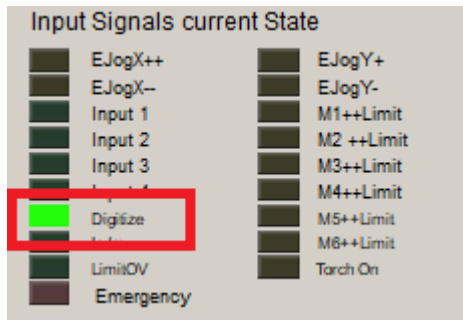 Input Signals current State
EJogX++
EJogX--
Input 1
Input 2
Input 3
Digitize
LimitOV
Emergency
EJogY+
EJogY-
M1++Limit
M2 ++Limit
M3++Limit
M4++Limit
M5++Limit
M6++Limit
Torch On